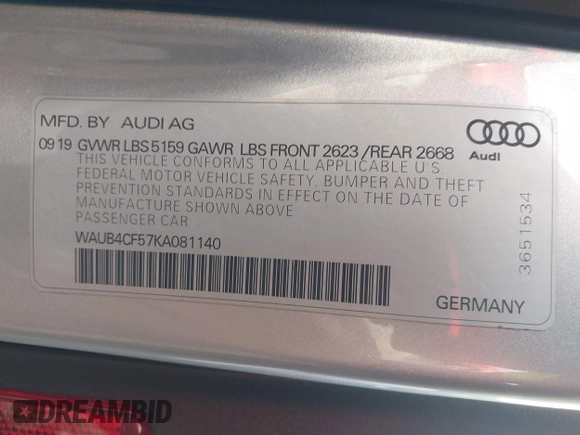 MFD. BY AUDI AG
09 19 GVWR LBS 5159 GAWR LBS FRONT 2623 /REAR 2668
THIS VEHICLE CONFORMS TO ALL APPLICABLE U S
FEDERAL MOTOR VEHICLE SAFETY, BUMPER AND THEFT
PREVENTION STANDARDS IN EFFECT ON THE DATE OF
MANUFACTURE SHOWN ABOVE
PASSENGER CAR
WAUB4CF57KA081140
Audi
3651534
GERMANY
DREAMBID